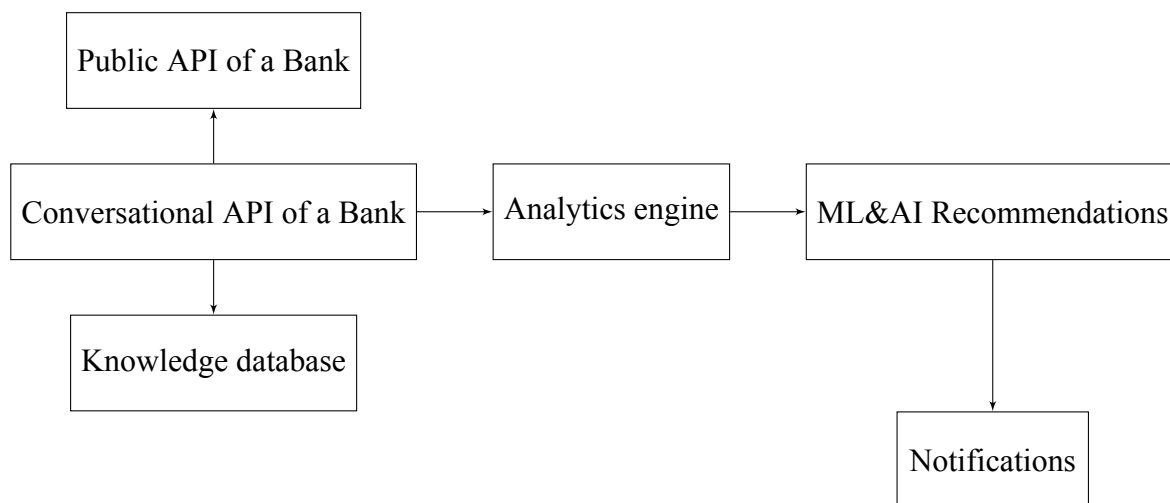 Public API of a Bank
Conversational API of a Bank
Analytics engine
ML&AI Recommendations
Knowledge database
Notifications